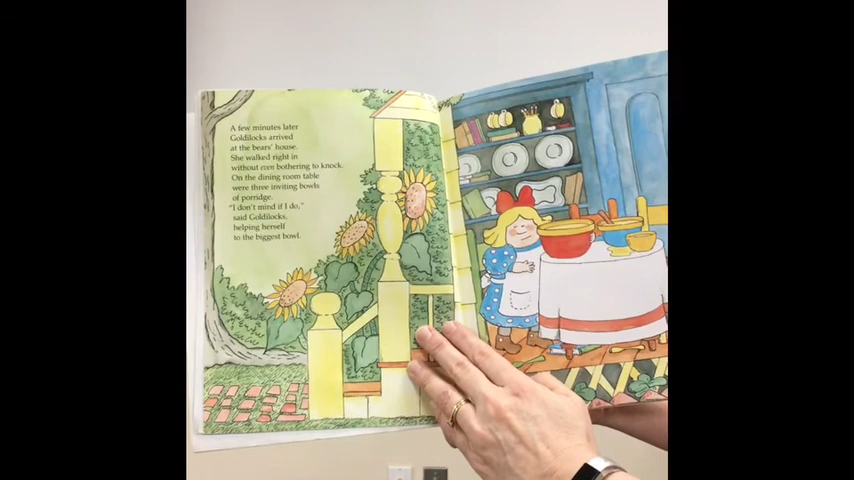 A few minutes later
Goldilocks arrived
at the bears' house.
She walked right in
without even bothering to knock.
On the dining room table
were three inviting bowls
of porridge.
"I don't mind if I do,"
said Goldilocks,
helping herself
to the biggest bowl.